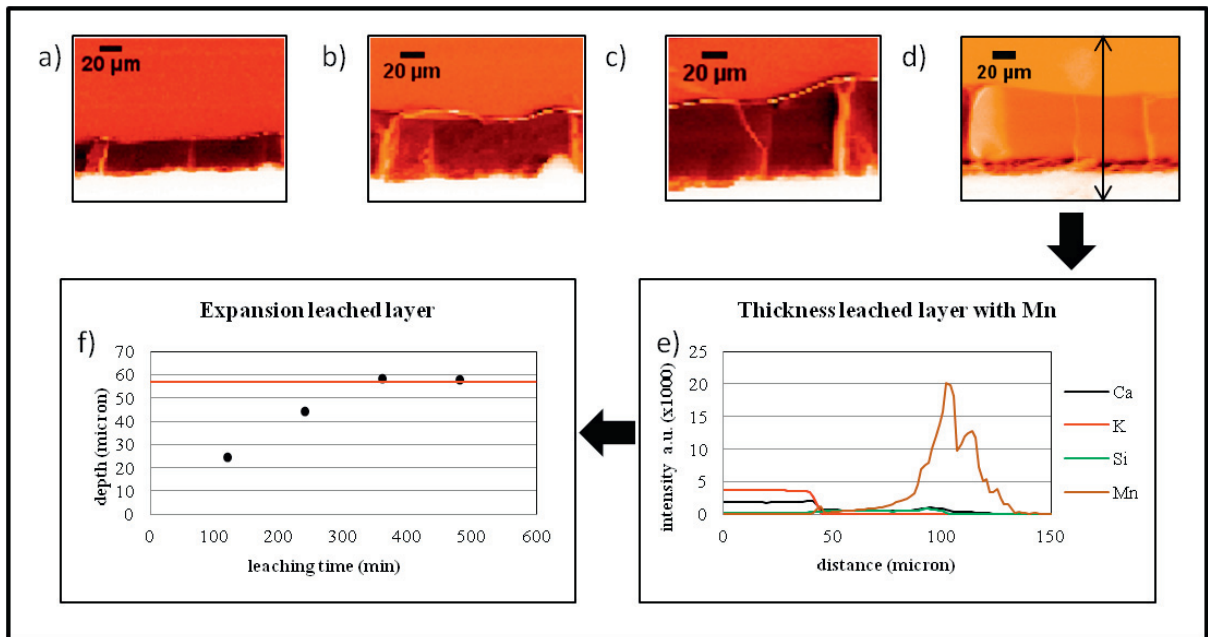 a)
20 µm
b)
20 µm
c)
20 µm
d)
20 µm
Expansion leached layer
f)
70
60
50
40
30
20
10
0
depth (micron)
0 100 200 300 400 500 600
leaching time (min)
Thickness leached layer with Mn
e)
25
20
15
10
5
0
intensity a.u. (x1000)
0 50 100 150
distance (micron)
Ca
K
Si
Mn